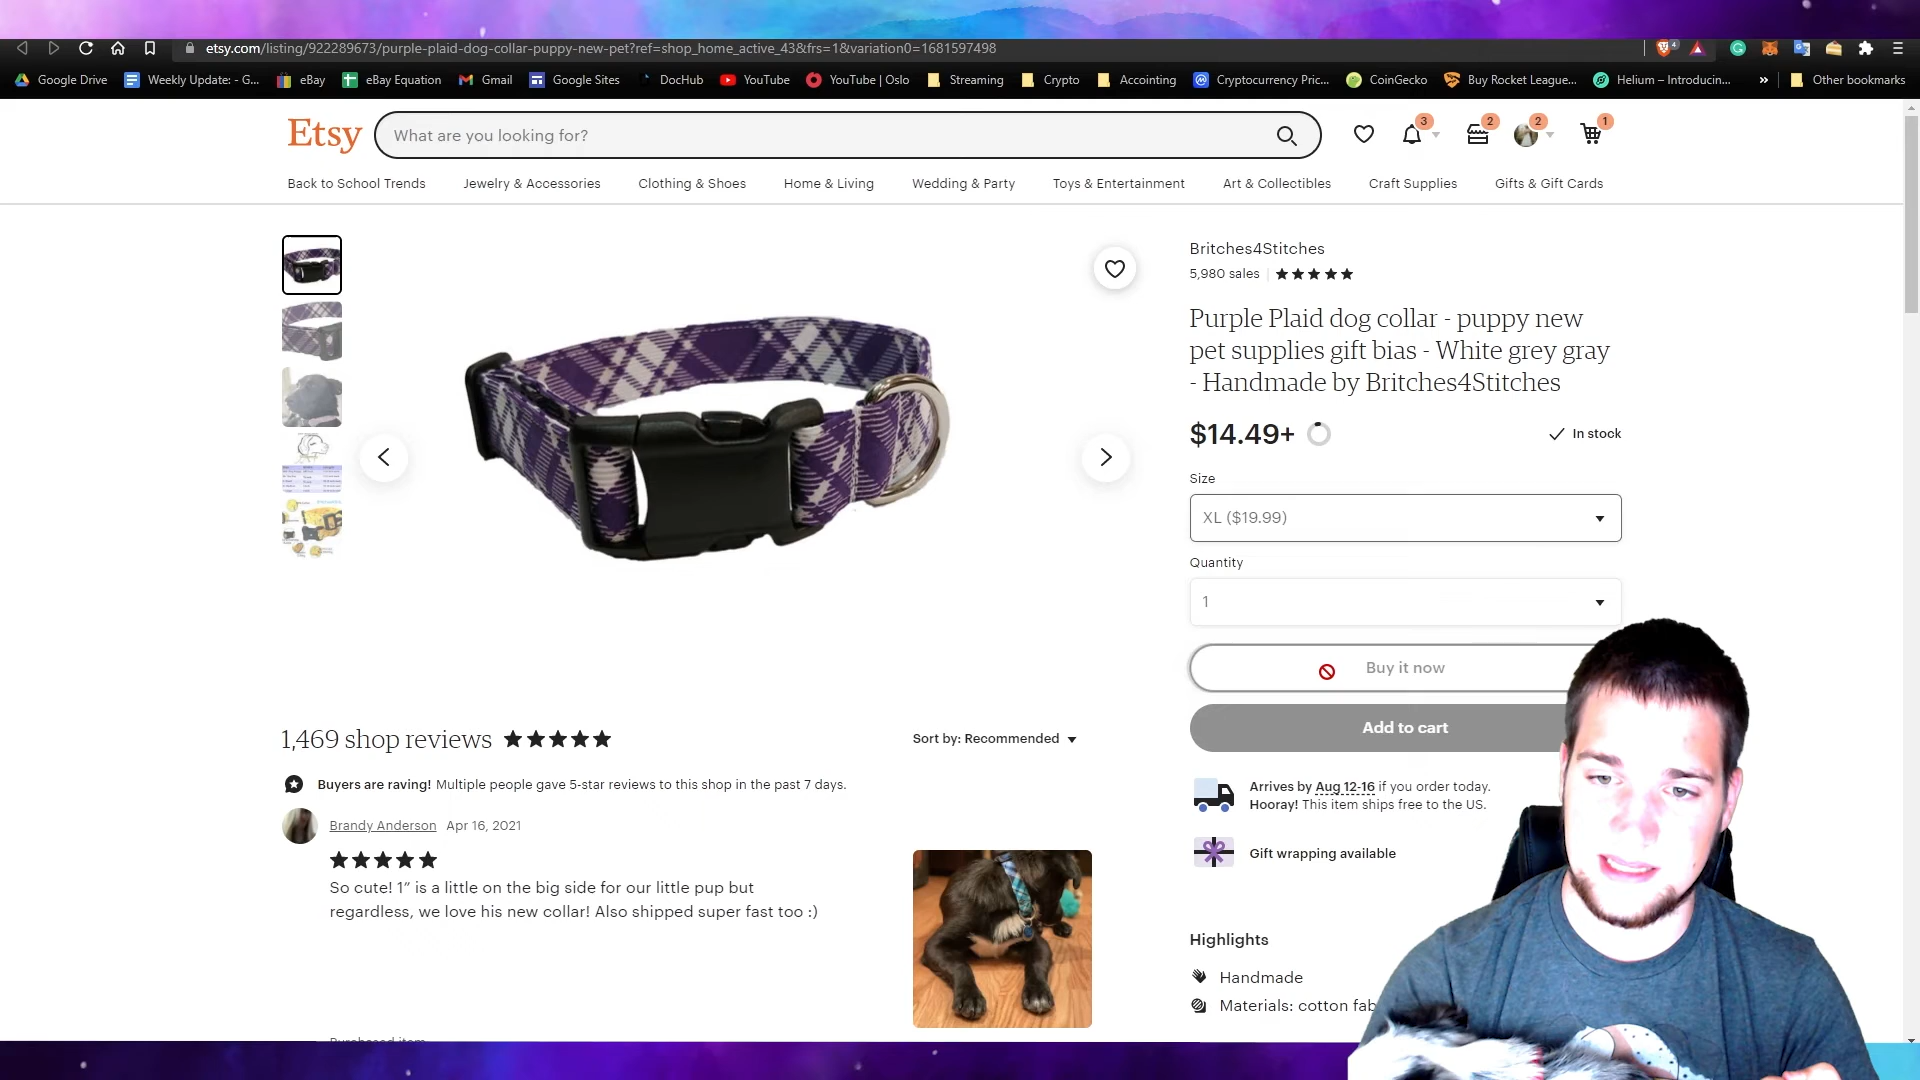 etsy.com/listing/922289673/purple-plaid-dog-collar-puppy-new-pet?ref=shop_home_active_43&frs=1&variation0=1681597498
4
Google Drive
Weekly Update: - G...
eBay
eBay Equation
Gmail
Google Sites
DocHub
YouTube
YouTube | Oslo
Streaming
Crypto
Accointing
Cryptocurrency Pric...
CoinGecko
Buy Rocket League...
Helium – Introducin...
»
Other bookmarks
Etsy
What are you looking for?
3
2
2
1
Back to School Trends
Jewelry & Accessories
Clothing & Shoes
Home & Living
Wedding & Party
Toys & Entertainment
Art & Collectibles
Craft Supplies
Gifts & Gift Cards
Britches4Stitches
5,980 sales
Purple Plaid dog collar - puppy new
pet supplies gift bias - White grey gray
- Handmade by Britches4Stitches
$14.49+
In stock
Size
XL ($19.99)
Quantity
1
Buy it now
Add to cart
Arrives by Aug 12-16 if you order today.
Hooray! This item ships free to the US.
Gift wrapping available
Highlights
Handmade
Materials: cotton fab
1,469 shop reviews
Sort by: Recommended
Buyers are raving! Multiple people gave 5-star reviews to this shop in the past 7 days.
Brandy Anderson Apr 16, 2021
So cute! 1” is a little on the big side for our little pup but
regardless, we love his new collar! Also shipped super fast too :)
Purchased item